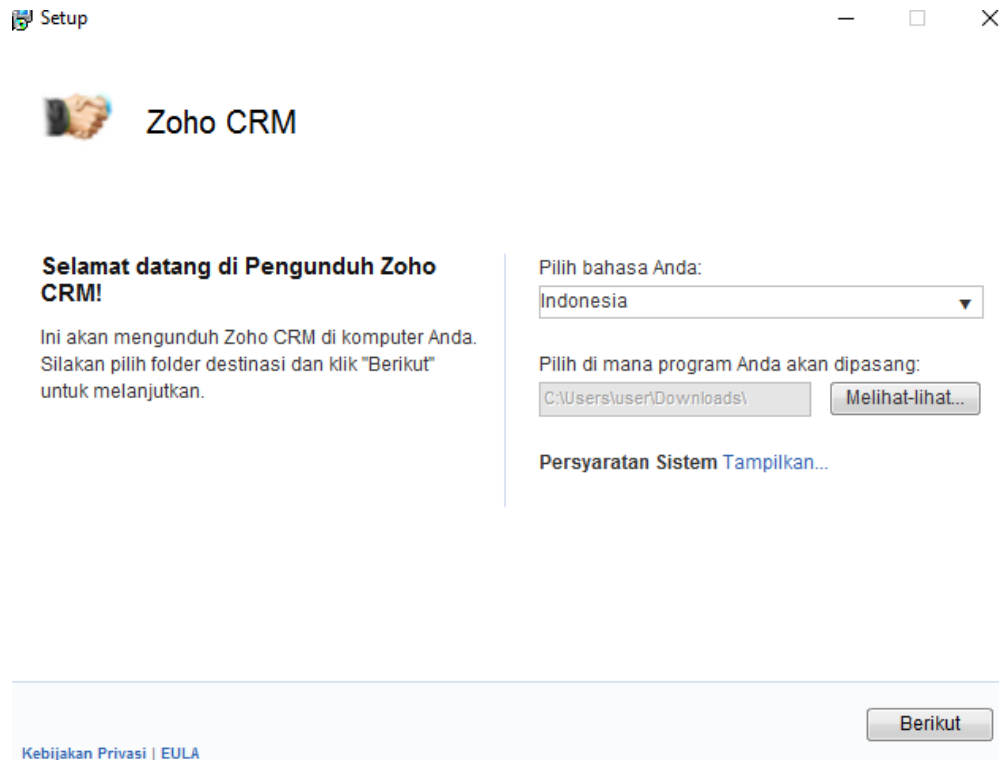 Setup
Zoho CRM
Selamat datang di Pengunduh Zoho
CRM!
Ini akan mengunduh Zoho CRM di komputer Anda.
Silakan pilih folder destinasi dan klik "Berikut"
untuk melanjutkan.
Pilih bahasa Anda:
Indonesia
Pilih di mana program Anda akan dipasang:
C:\Users\user\Downloads\
Melihat-lihat...
Persyaratan Sistem Tampilkan...
Berikut
Kebijakan Privasi | EULA